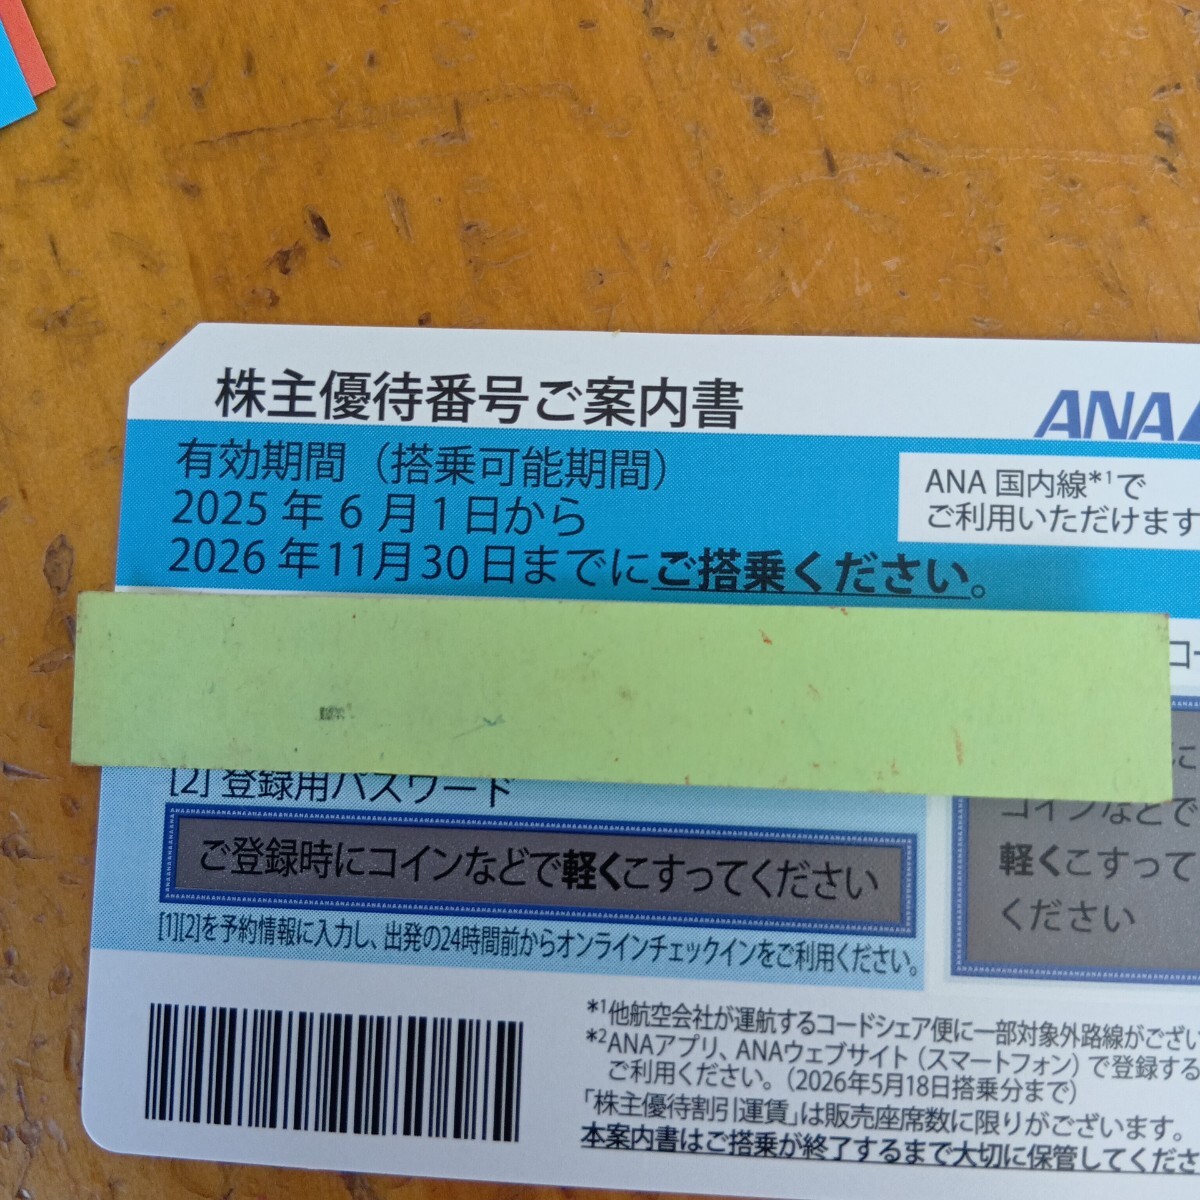 株主優待番号ご案内書
ANA
有効期間（搭乗可能期間）
2025 年 6 月 1 日から
2026 年 11月 30 日までにご搭乗ください。
ANA 国内線*1で
ご利用いただけます
[2] 登録用パスワード
ご登録時にコインなどで軽くこすってください
[1][2]を予約情報に入力し、出発の24時間前からオンラインチェックインをご利用ください。
コインなどで
軽くこすって
ください
*1他航空会社が運航するコードシェア便に一部対象外路線がござい
*2ANAアプリ、ANAウェブサイト（スマートフォン）で登録する
ご利用ください。（2026年5月18日搭乗分まで）
「株主優待割引運賃」は販売座席数に限りがございます。
本案内書はご搭乗が終了するまで大切に保管してくださ